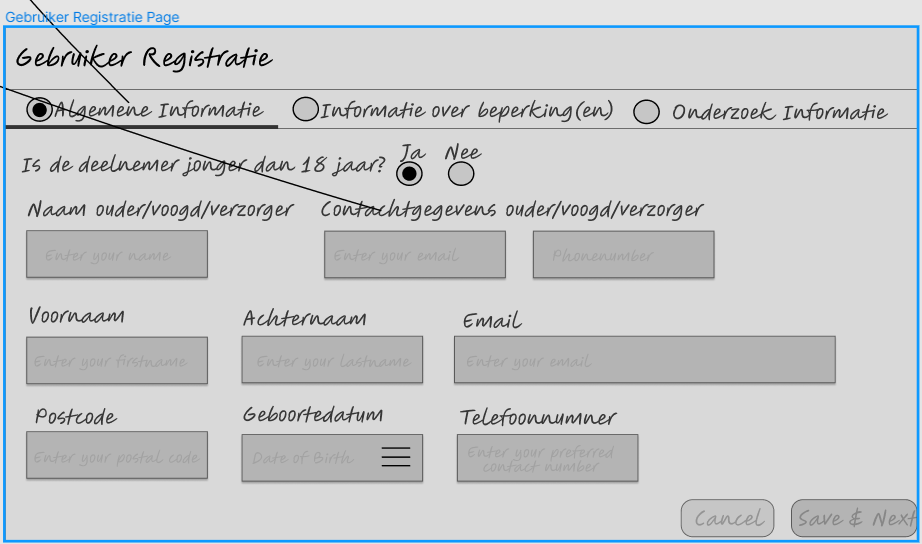 Gebruiker Registratie Page
Gebruiker Registratie
Algemene Informatie Informatie over beperking(en) Onderzoek Informatie
Ja Nee
Is de deelnemer jonger dan 18 jaar?
Naam ouder/voogd/verzorger Contachtgegevens ouder/voogd/verzorger
Enter your name Enter your email Phonenumber
Voornaam Achternaam Email
Enter your firstname Enter your lastname Enter your email
Postcode Geboortedatum Telefoonnumner
Enter your postal code Date of Birth Enter your preferred
contact number
Cancel Save & Next